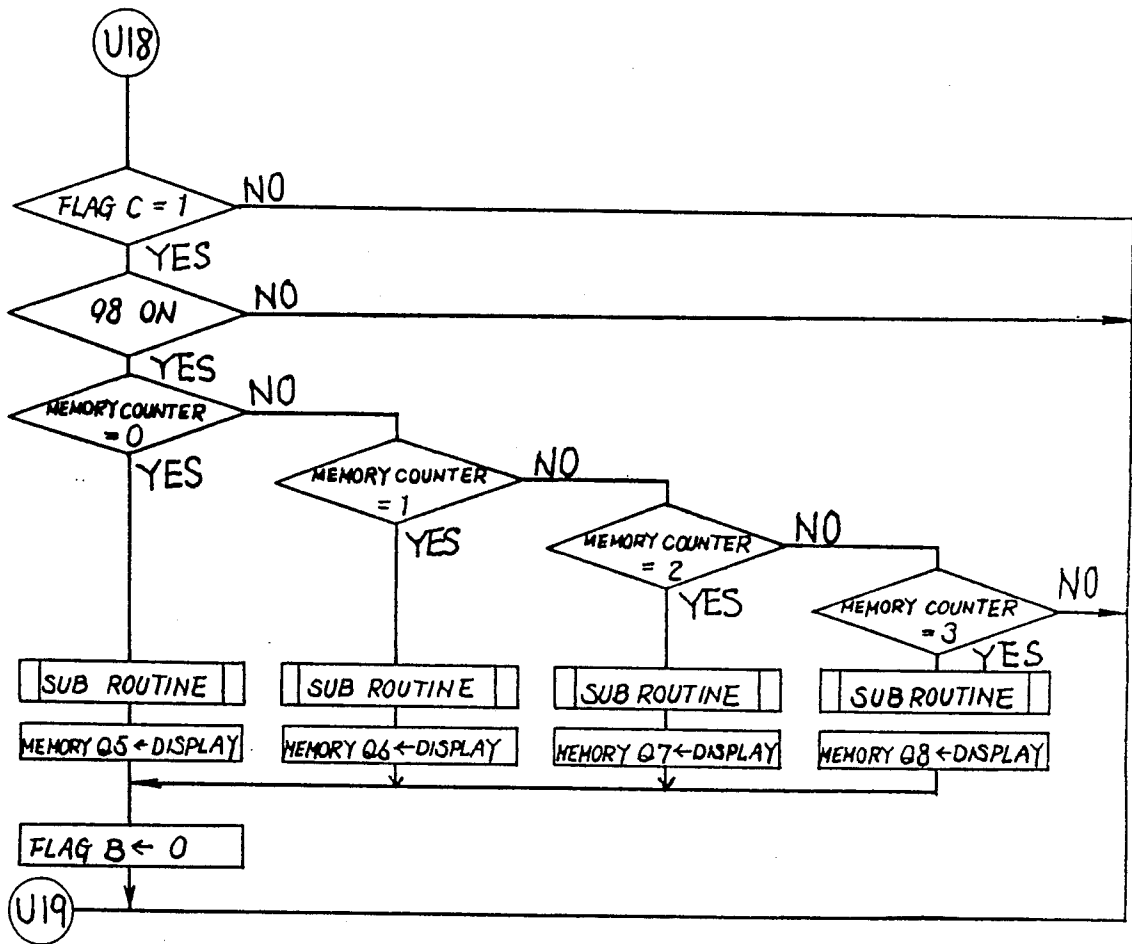 U18
FLAG C = 1
NO
YES
98 ON
NO
YES
MEMORY COUNTER
= 0
NO
YES
MEMORY COUNTER
= 1
NO
YES
MEMORY COUNTER
= 2
NO
YES
MEMORY COUNTER
= 3
NO
YES
SUB ROUTINE
SUB ROUTINE
SUB ROUTINE
SUB ROUTINE
MEMORY Q5←DISPLAY
MEMORY Q6←DISPLAY
MEMORY Q7←DISPLAY
MEMORY Q8←DISPLAY
FLAG B ← 0
U19